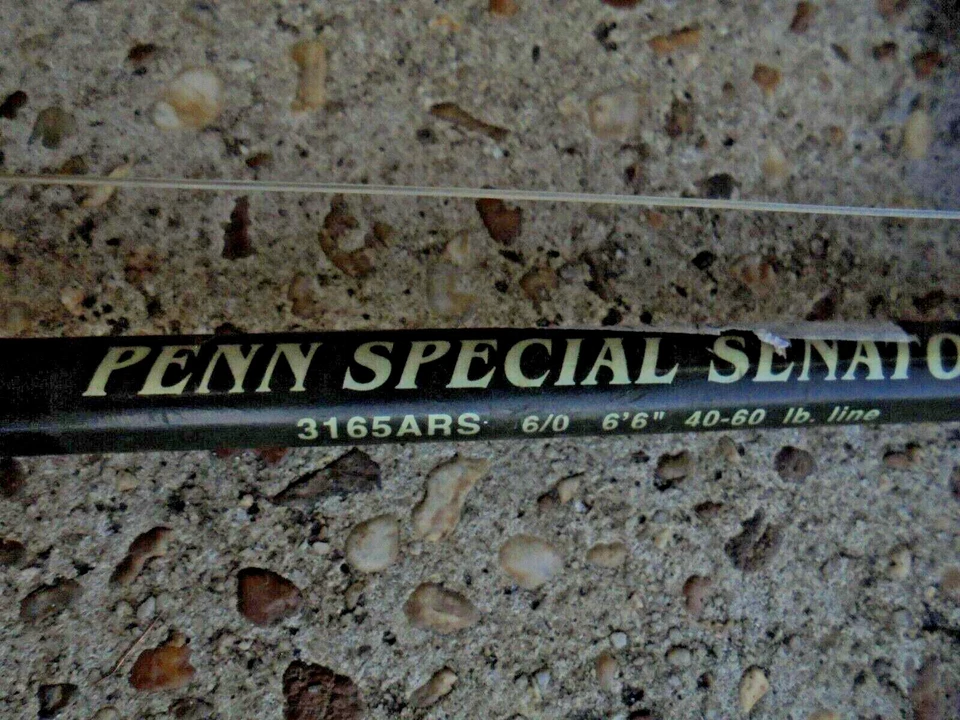 PENN SPECIAL SENATO
3165ARS 6/0 6'6" 40-60 lb. line